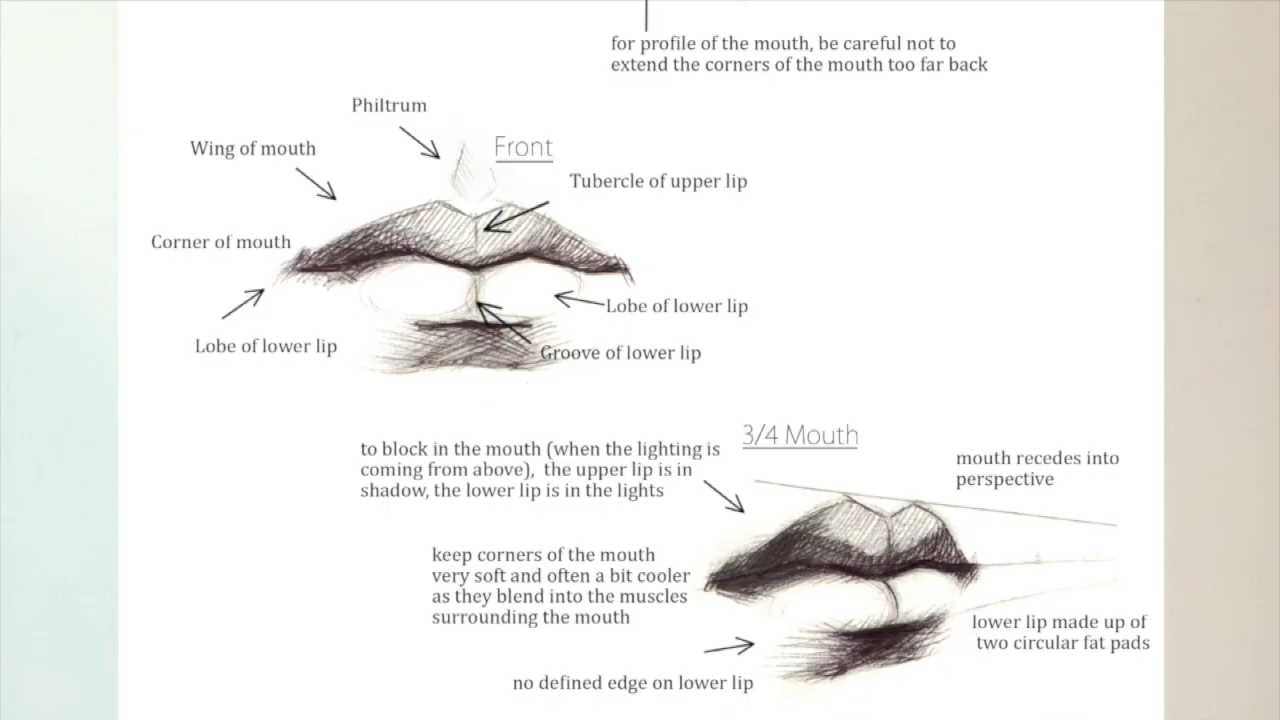 for profile of the mouth, be careful not to
extend the corners of the mouth too far back
Philtrum
Front
Wing of mouth
Tubercle of upper lip
Corner of mouth
Lobe of lower lip
Lobe of lower lip
Groove of lower lip
3/4 Mouth
to block in the mouth (when the lighting is
coming from above), the upper lip is in
shadow, the lower lip is in the lights
mouth recedes into
perspective
keep corners of the mouth
very soft and often a bit cooler
as they blend into the muscles
surrounding the mouth
lower lip made up of
two circular fat pads
no defined edge on lower lip